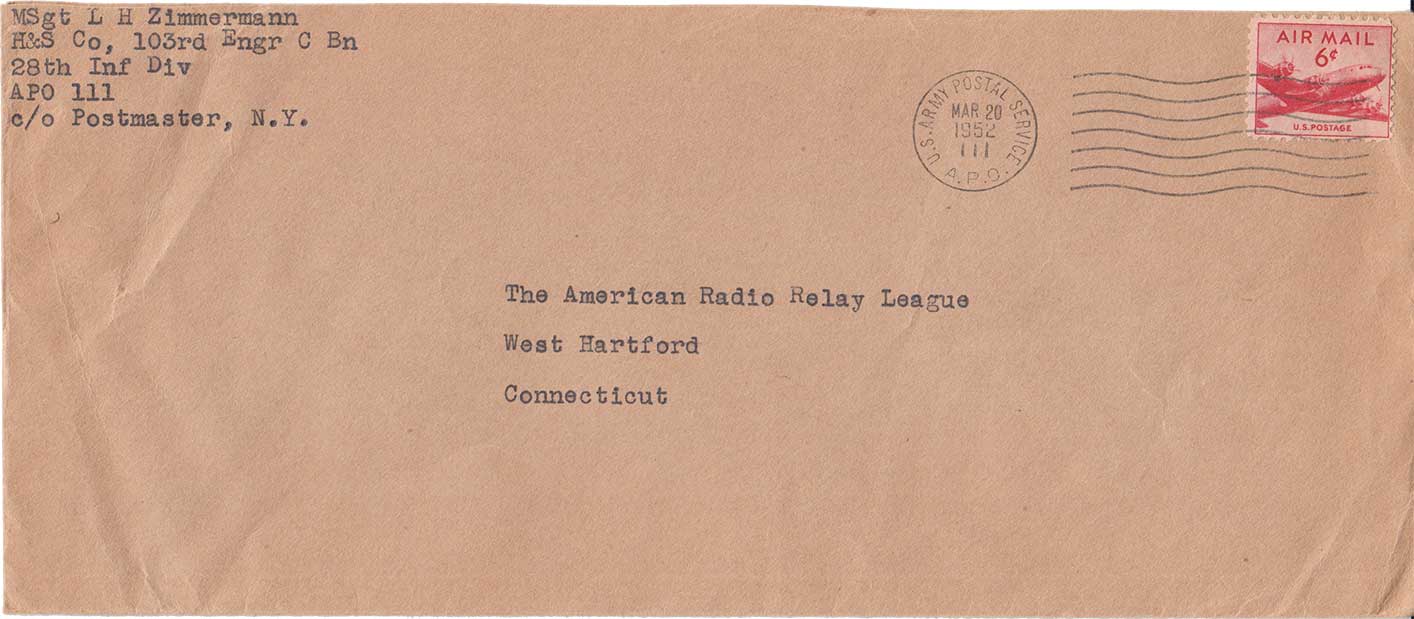 MSgt L H Zimmermann
H&S Co, 103rd Engr C Bn
28th Inf Div
APO 111
c/o Postmaster, N.Y.
U.S. ARMY POSTAL SERVICE
MAR 20
1952
111
A.P.O.
AIR MAIL
6¢
U.S. POSTAGE
The American Radio Relay League
West Hartford
Connecticut